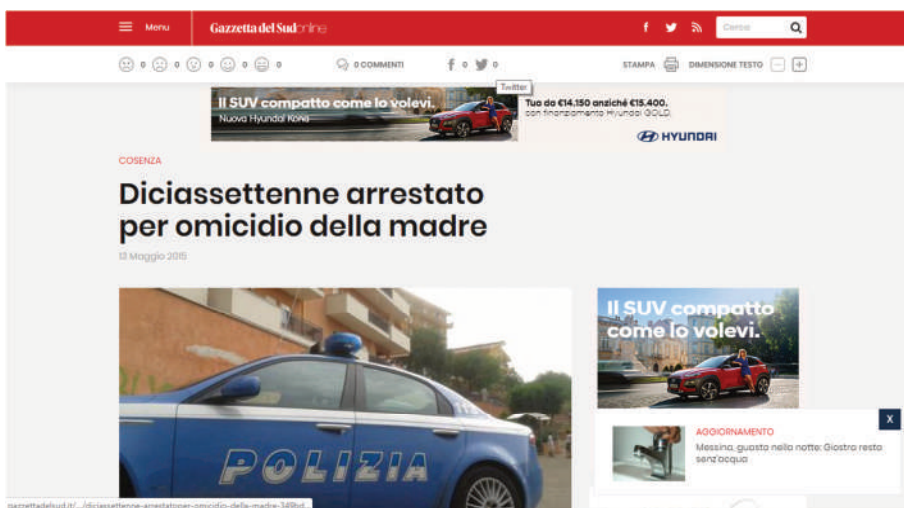 Menu
Gazzetta del Sud online
Cerca
0 0 0 0 0
0 COMMENTI
0 0
STAMPA
DIMENSIONE TESTO
Twitter
Il SUV compatto come lo volevi.
Nuova Hyundai Kona
Tua da €14.150 anziché €15.400.
con finanziamento Hyundai GOLD.
HYUNDAI
COSENZA
Diciassettenne arrestato
per omicidio della madre
13 Maggio 2015
Il SUV compatto
come lo volevi.
POLIZIA
X
AGGIORNAMENTO
Messina, guasto nella notte: Giostra resta
senz'acqua